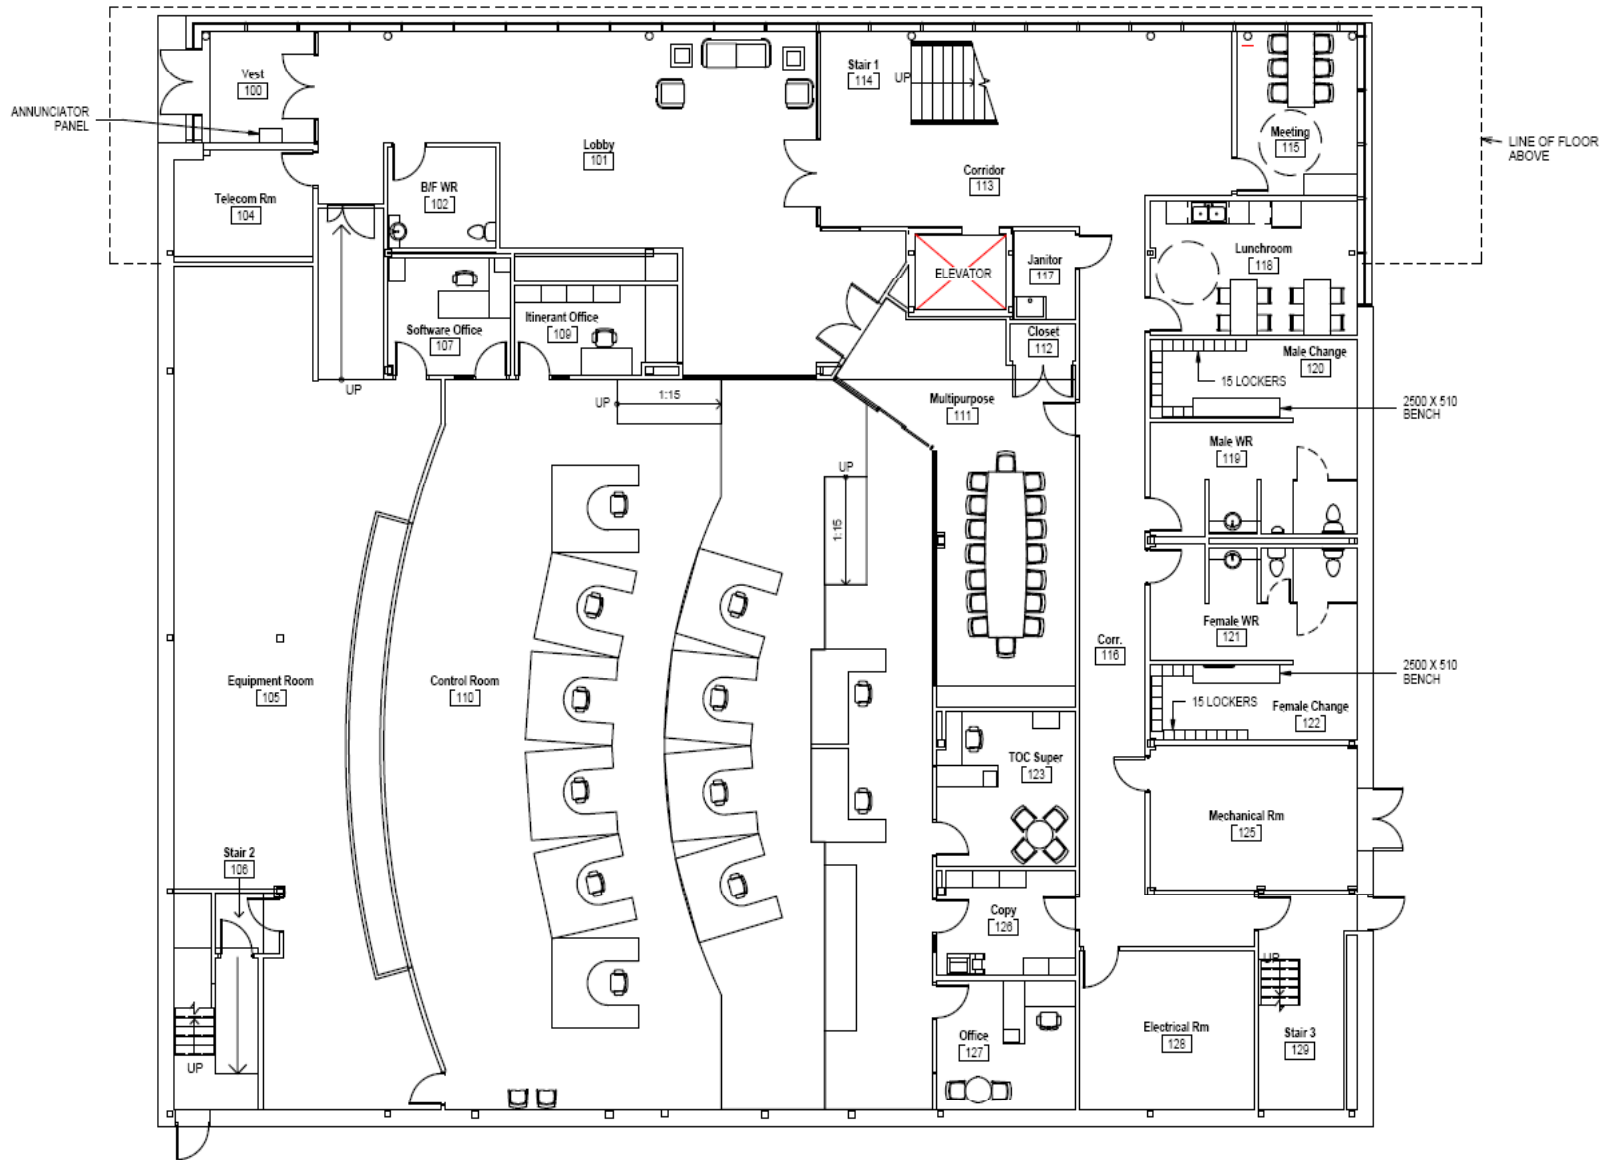 Vest
100
ANNUNCIATOR
PANEL
Stair 1
114
UP
Meeting
115
LINE OF FLOOR
ABOVE
Lobby
101
Corridor
113
B/F WR
102
Telecom Rm
104
Lunchroom
118
ELEVATOR
Janitor
117
Software Office
107
Itinerant Office
109
Closet
112
Male Change
120
15 LOCKERS
2500 X 510
BENCH
UP
UP
1:15
Multipurpose
111
Male WR
119
UP
1:15
Female WR
121
Corr.
116
Equipment Room
105
Control Room
110
2500 X 510
BENCH
15 LOCKERS
Female Change
122
TOC Super
123
Mechanical Rm
125
Stair 2
106
Copy
126
UP
Electrical Rm
128
Office
127
Stair 3
129
UP